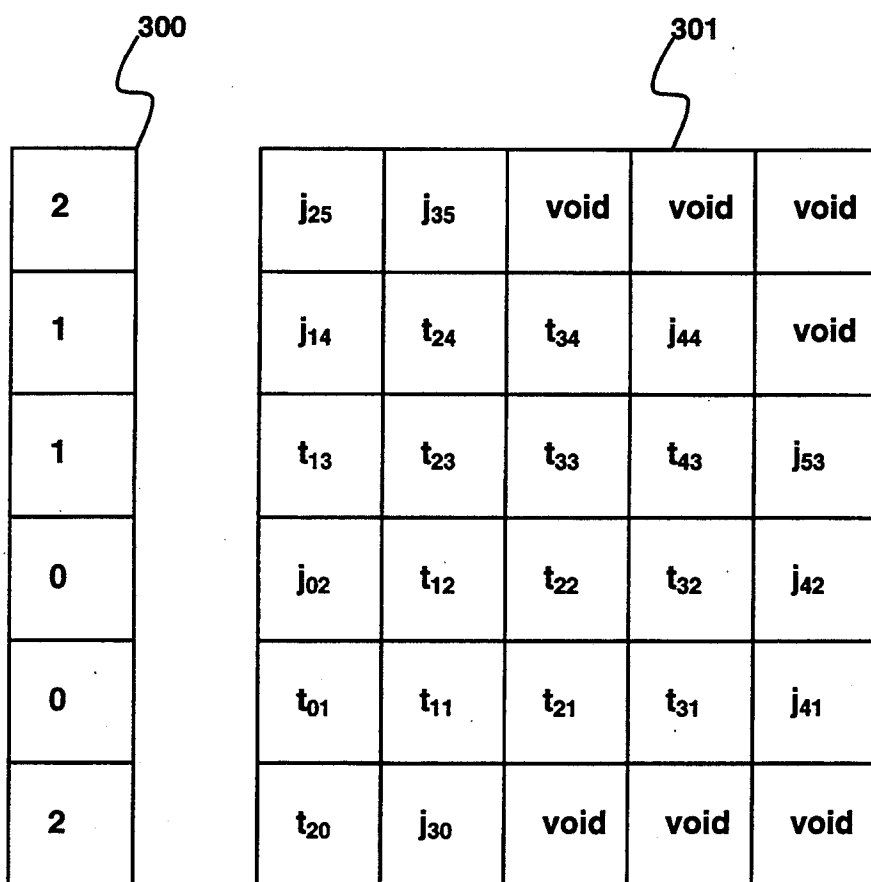 300 301
2 j25 j35 void void void
1 j14 t24 t34 j44 void
1 t13 t23 t33 t43 j53
0 j02 t12 t22 t32 j42
0 t01 t11 t21 t31 j41
2 t20 j30 void void void